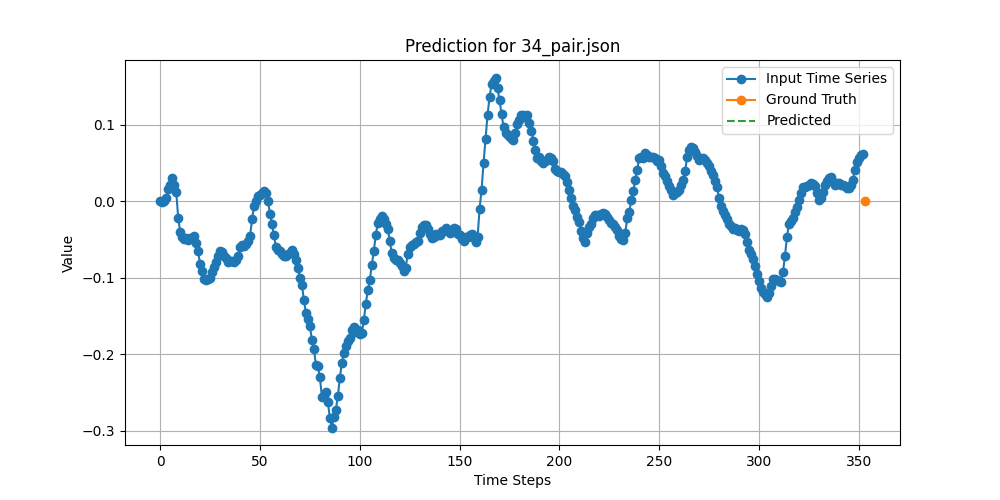 Prediction for 34_pair.json
Input Time Series
Ground Truth
Predicted
Value
0.1
0.0
−0.1
−0.2
−0.3
0 50 100 150 200 250 300 350
Time Steps